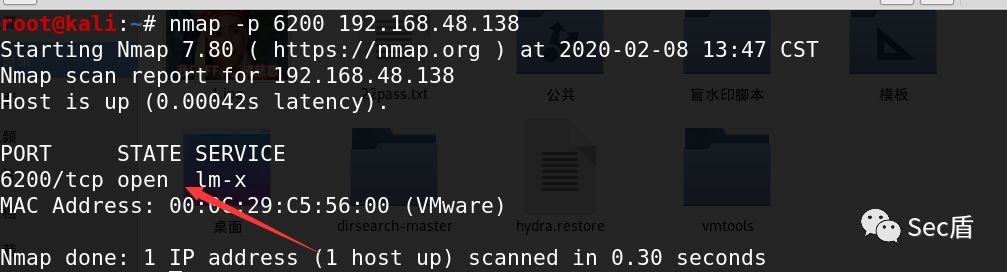 root@kali:~# nmap -p 6200 192.168.48.138
Starting Nmap 7.80 ( https://nmap.org ) at 2020-02-08 13:47 CST
Nmap scan report for 192.168.48.138
22pass.txt
公共
盲水印脚本
模板
Host is up (0.00042s latency).
频
PORT     STATE SERVICE
6200/tcp open  lm-x
MAC Address: 00:0C:29:C5:56:00 (VMware)
桌面
dirsearch-master
hydra.restore
vmtools
Sec盾
Nmap done: 1 IP address (1 host up) scanned in 0.30 seconds